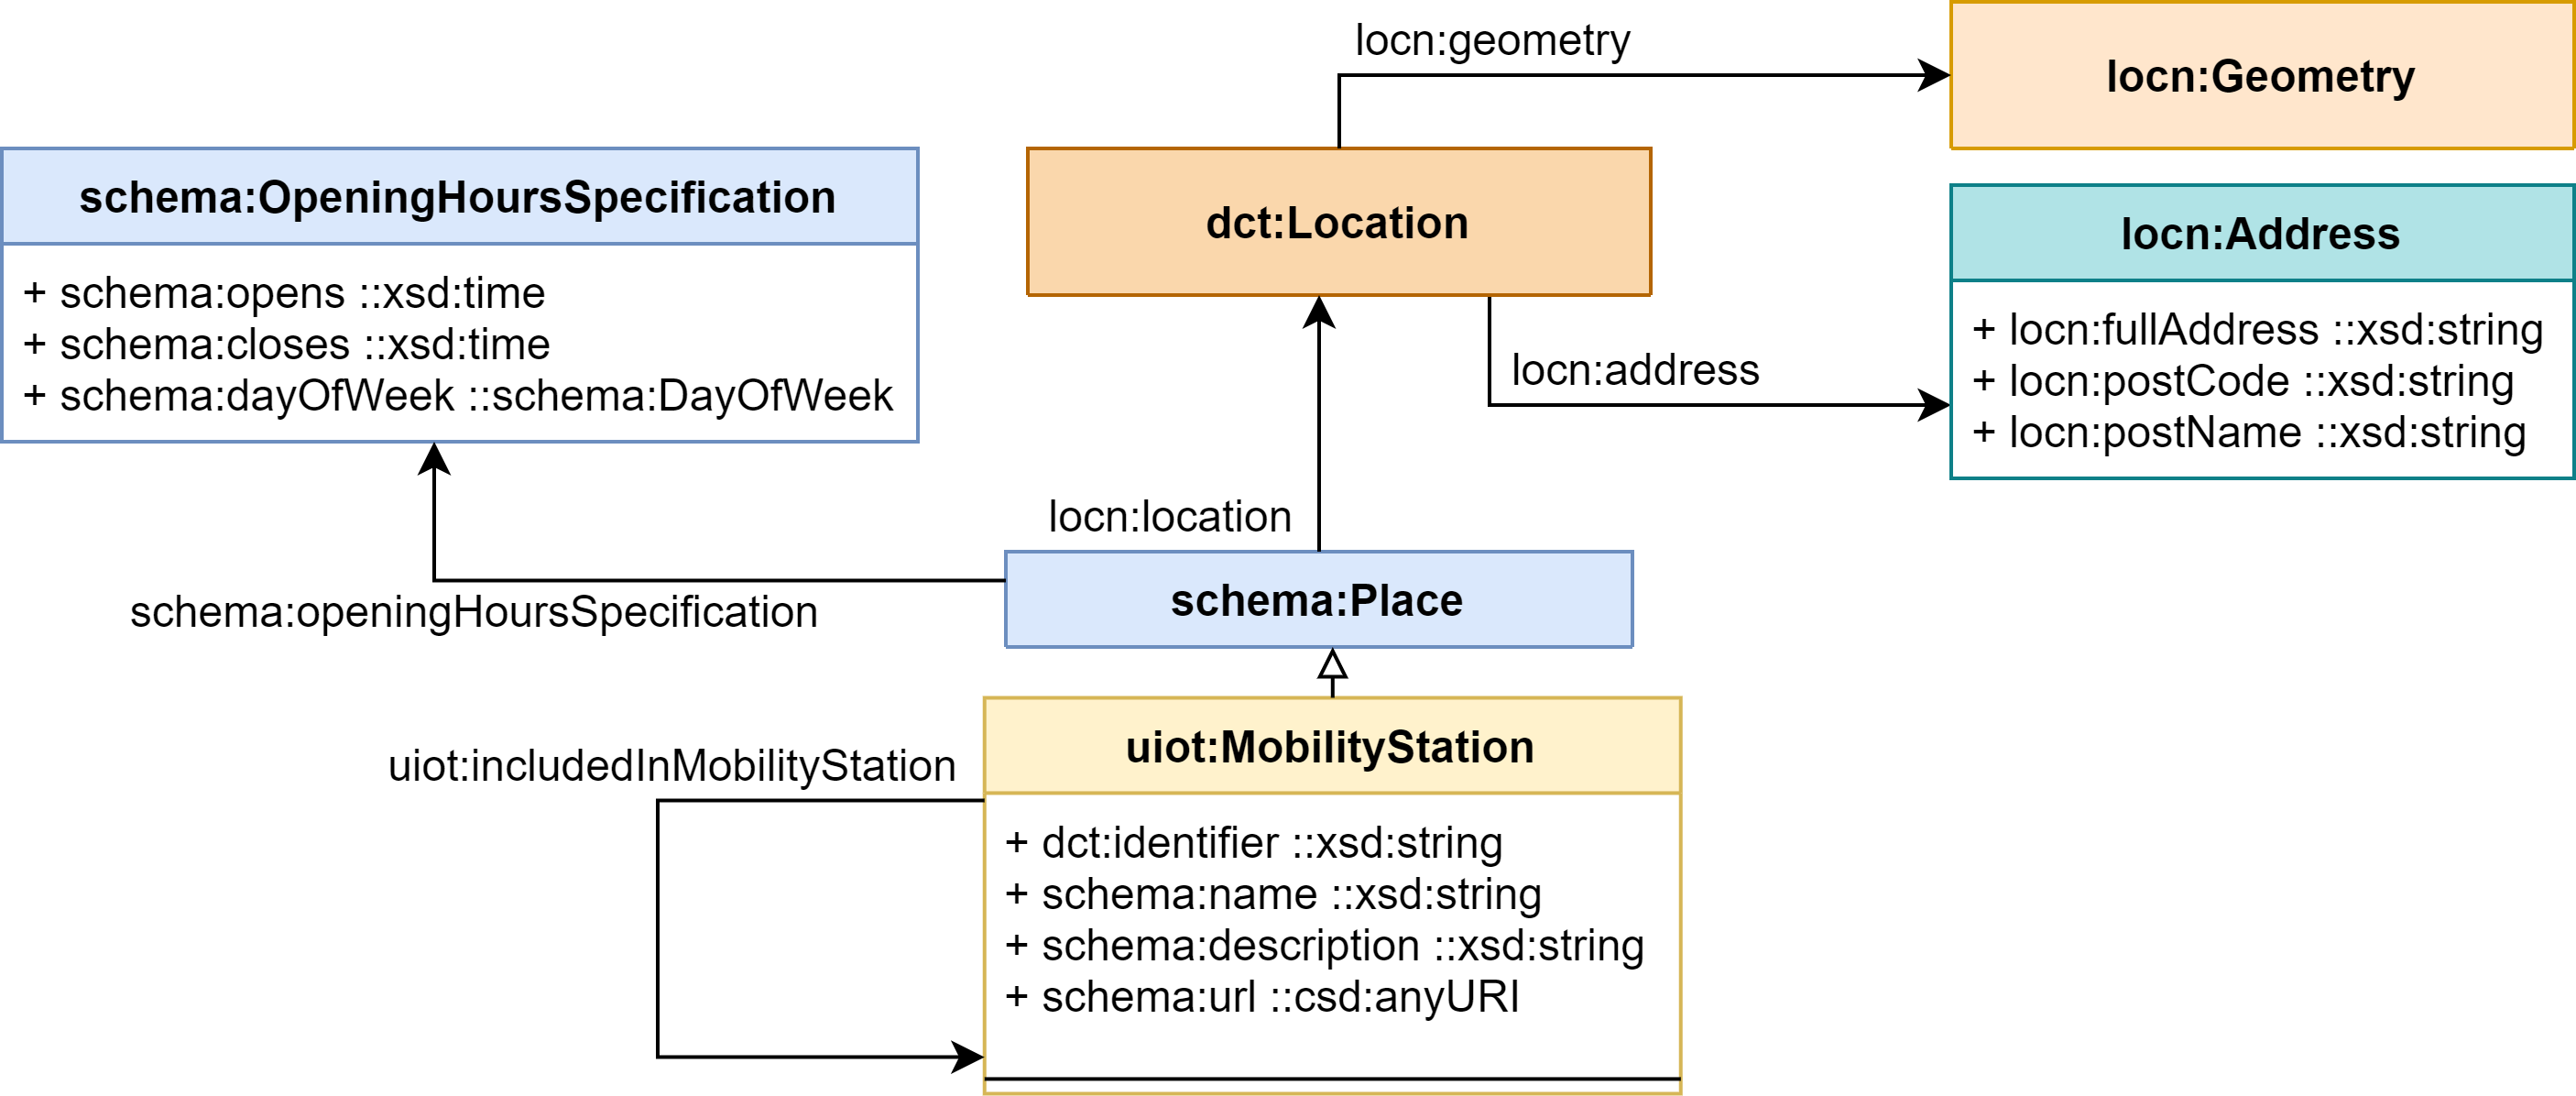 locn:geometry
locn:Geometry
schema:OpeningHoursSpecification
+ schema:opens ::xsd:time
+ schema:closes ::xsd:time
+ schema:dayOfWeek ::schema:DayOfWeek
dct:Location
locn:Address
+ locn:fullAddress ::xsd:string
+ locn:postCode ::xsd:string
+ locn:postName ::xsd:string
locn:address
locn:location
schema:openingHoursSpecification
schema:Place
uiot:includedInMobilityStation
uiot:MobilityStation
+ dct:identifier ::xsd:string
+ schema:name ::xsd:string
+ schema:description ::xsd:string
+ schema:url ::csd:anyURI